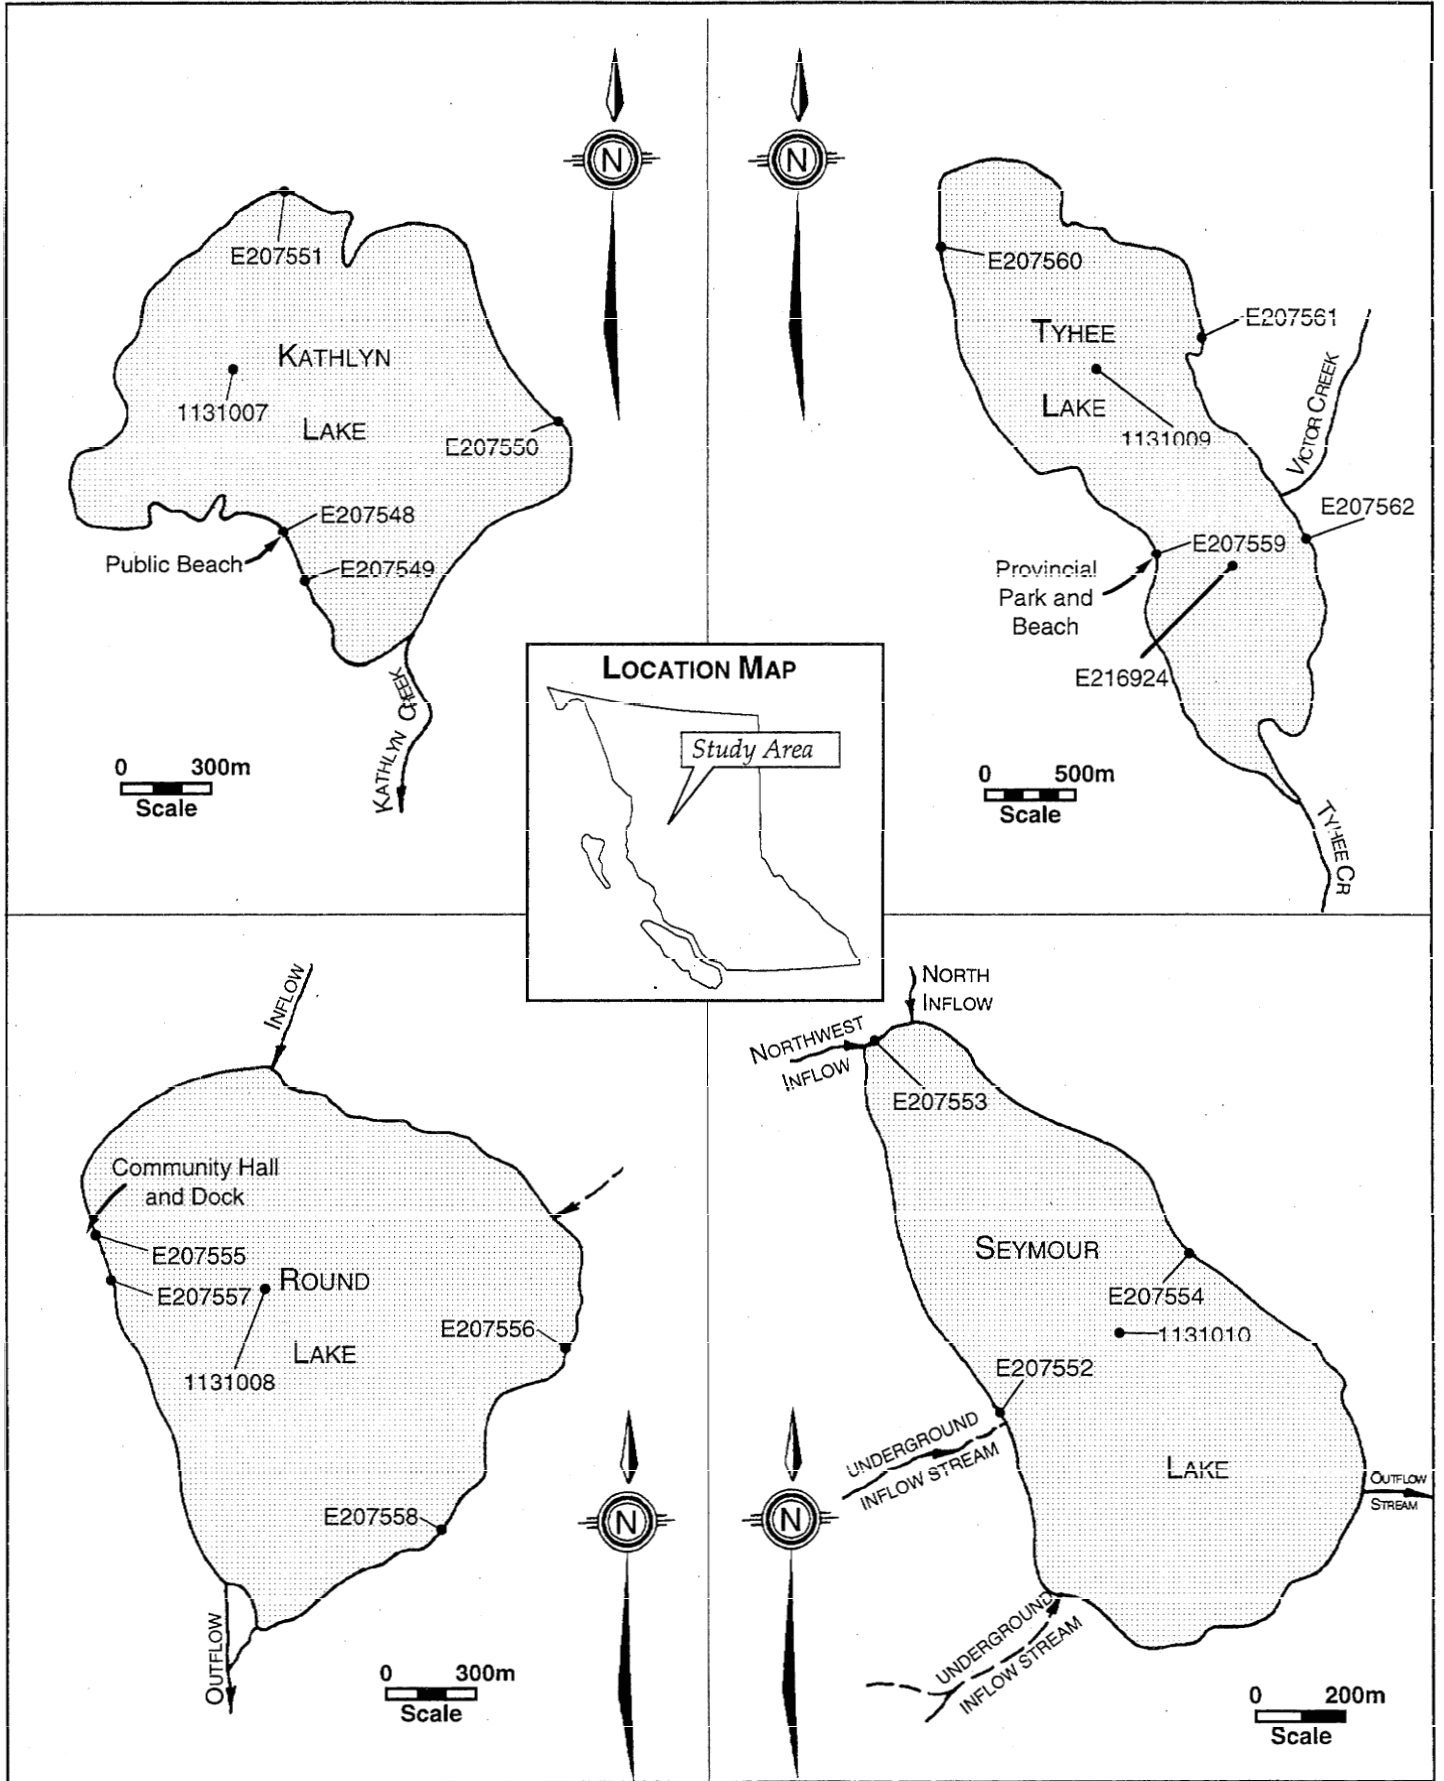 N
E207551
KATHLYN
LAKE
1131007
E207550
E207548
Public Beach
E207549
KATHLYN CREEK
0 300m
Scale
N
E207560
TYHEE
LAKE
E207561
1131009
VICTOR CREEK
E207562
E207559
Provincial
Park and
Beach
E216924
0 500m
Scale
TYHEE CR
LOCATION MAP
Study Area
INFLOW
Community Hall
and Dock
E207555
E207557
ROUND
LAKE
E207556
1131008
E207558
N
OUTFLOW
0 300m
Scale
NORTH
INFLOW
NORTHWEST
INFLOW
E207553
SEYMOUR
E207554
1131010
E207552
UNDERGROUND
INFLOW STREAM
LAKE
OUTFLOW
STREAM
N
UNDERGROUND
INFLOW STREAM
0 200m
Scale